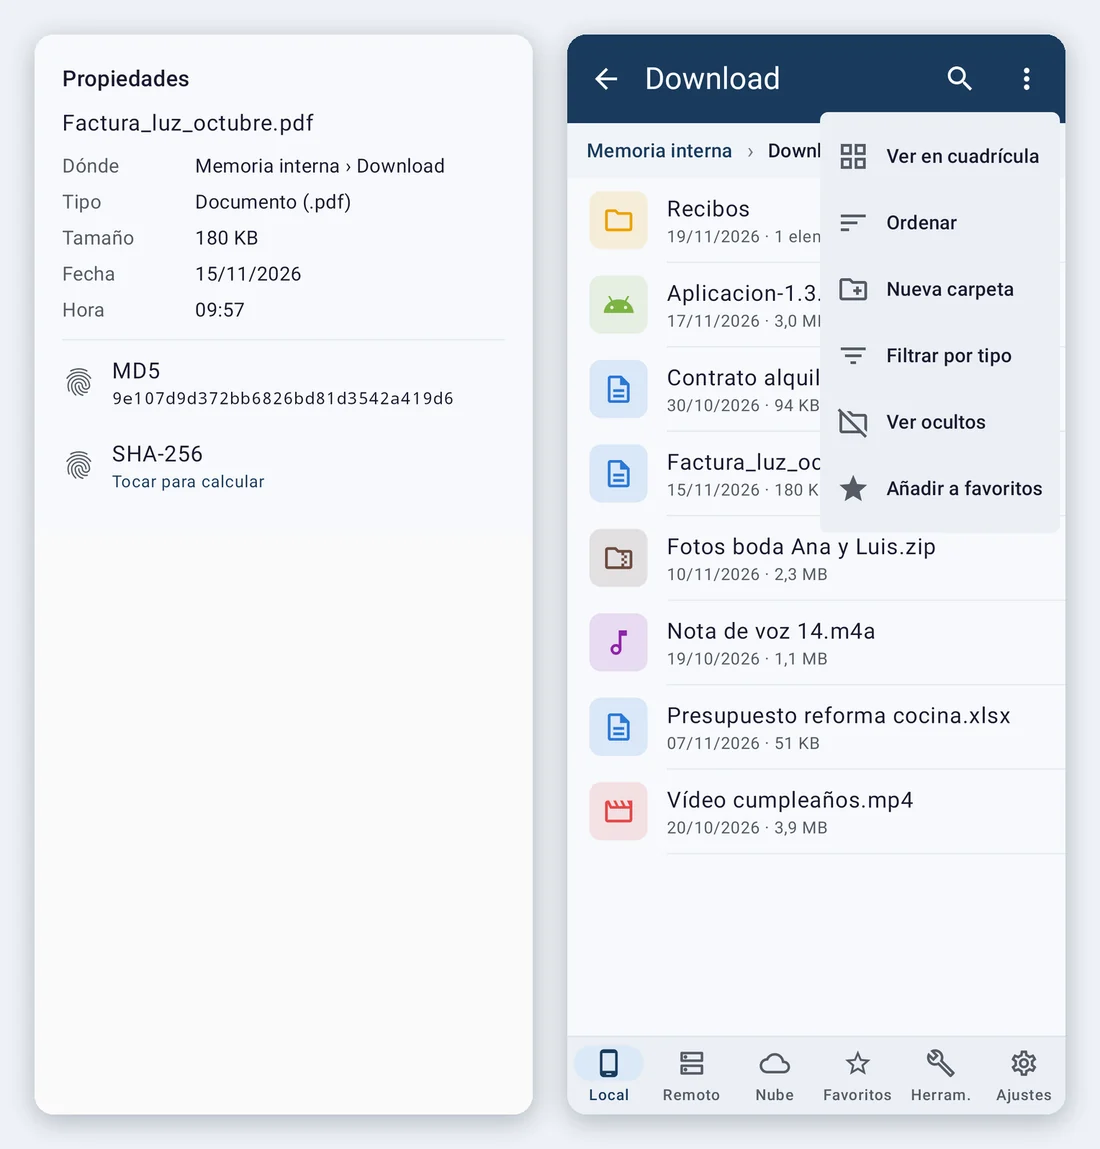 Propiedades
Factura_luz_octubre.pdf
Dónde Memoria interna › Download
Tipo Documento (.pdf)
Tamaño 180 KB
Fecha 15/11/2026
Hora 09:57
MD5
9e107d9d372bb6826bd81d3542a419d6
SHA-256
Tocar para calcular
Download
Memoria interna › Downl
Ver en cuadrícula
Ordenar
Nueva carpeta
Filtrar por tipo
Ver ocultos
Añadir a favoritos
Recibos
19/11/2026 · 1 elen
Aplicacion-1.3.
17/11/2026 · 3,0 M
Contrato alquil
30/10/2026 · 94 KB
Factura_luz_oc
15/11/2026 · 180 K
Fotos boda Ana y Luis.zip
10/11/2026 · 2,3 MB
Nota de voz 14.m4a
19/10/2026 · 1,1 MB
Presupuesto reforma cocina.xlsx
07/11/2026 · 51 KB
Vídeo cumpleaños.mp4
20/10/2026 · 3,9 MB
Local
Remoto
Nube
Favoritos
Herram.
Ajustes